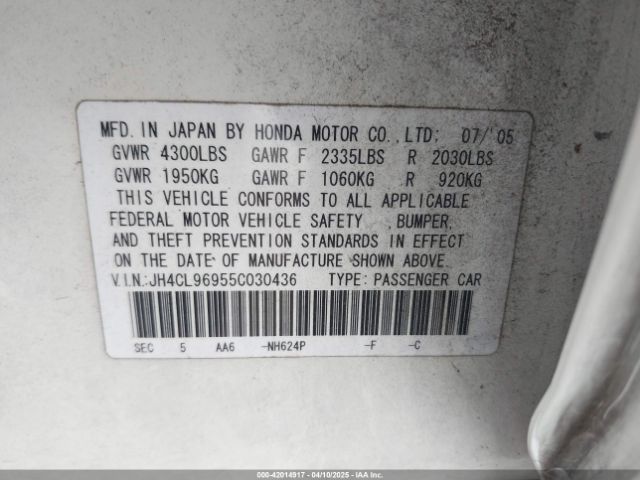 MFD. IN JAPAN BY HONDA MOTOR CO.,LTD; 07/'05
GVWR 4300LBS GAWR F 2335LBS R 2030LBS
GVWR 1950KG GAWR F 1060KG R 920KG
THIS VEHICLE CONFORMS TO ALL APPLICABLE
FEDERAL MOTOR VEHICLE SAFETY ,BUMPER,
AND THEFT PREVENTION STANDARDS IN EFFECT
ON THE DATE OF MANUFACTURE SHOWN ABOVE.
V.I.N.:JH4CL96955C030436 TYPE: PASSENGER CAR
SEC 5 AA6 -NH624P -F -C
000-42014917 - 04/10/2025 - IAAI.COM